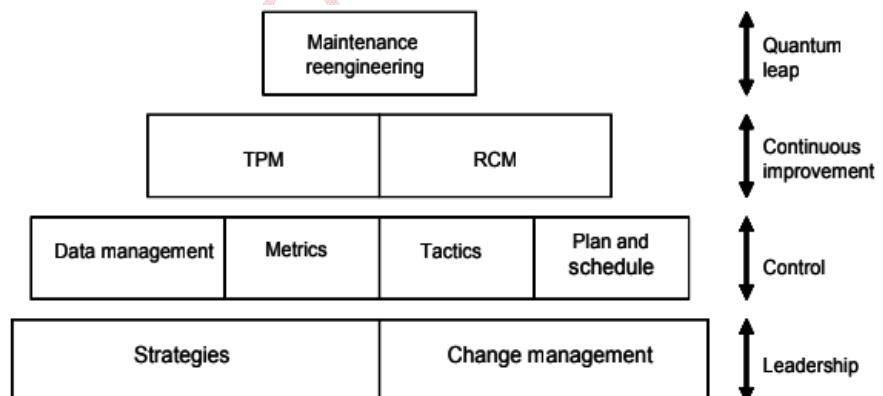 Maintenance
reengineering
Quantum
leap
TPM
RCM
Continuous
improvement
Data management
Metrics
Tactics
Plan and
schedule
Control
Strategies
Change management
Leadership